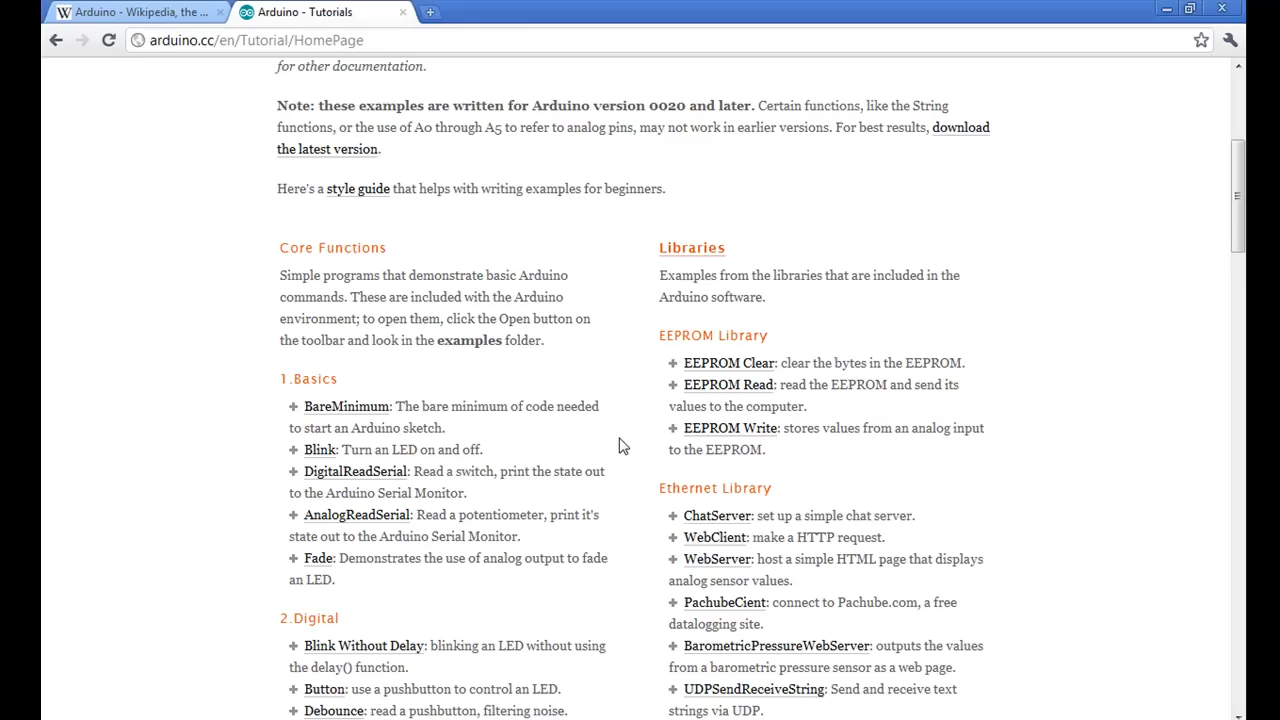 Arduino - Wikipedia, the ...
Arduino - Tutorials
arduino.cc/en/Tutorial/HomePage
for other documentation.
Note: these examples are written for Arduino version 0020 and later. Certain functions, like the String
functions, or the use of A0 through A5 to refer to analog pins, may not work in earlier versions. For best results, download
the latest version.
Here's a style guide that helps with writing examples for beginners.
Core Functions
Simple programs that demonstrate basic Arduino
commands. These are included with the Arduino
environment; to open them, click the Open button on
the toolbar and look in the examples folder.
1.Basics
BareMinimum: The bare minimum of code needed
to start an Arduino sketch.
Blink: Turn an LED on and off.
DigitalReadSerial: Read a switch, print the state out
to the Arduino Serial Monitor.
AnalogReadSerial: Read a potentiometer, print it's
state out to the Arduino Serial Monitor.
Fade: Demonstrates the use of analog output to fade
an LED.
2.Digital
Blink Without Delay: blinking an LED without using
the delay() function.
Button: use a pushbutton to control an LED.
Debounce: read a pushbutton, filtering noise.
Libraries
Examples from the libraries that are included in the
Arduino software.
EEPROM Library
EEPROM Clear: clear the bytes in the EEPROM.
EEPROM Read: read the EEPROM and send its
values to the computer.
EEPROM Write: stores values from an analog input
to the EEPROM.
Ethernet Library
ChatServer: set up a simple chat server.
WebClient: make a HTTP request.
WebServer: host a simple HTML page that displays
analog sensor values.
PachubeCient: connect to Pachube.com, a free
datalogging site.
BarometricPressureWebServer: outputs the values
from a barometric pressure sensor as a web page.
UDPSendReceiveString: Send and receive text
strings via UDP.